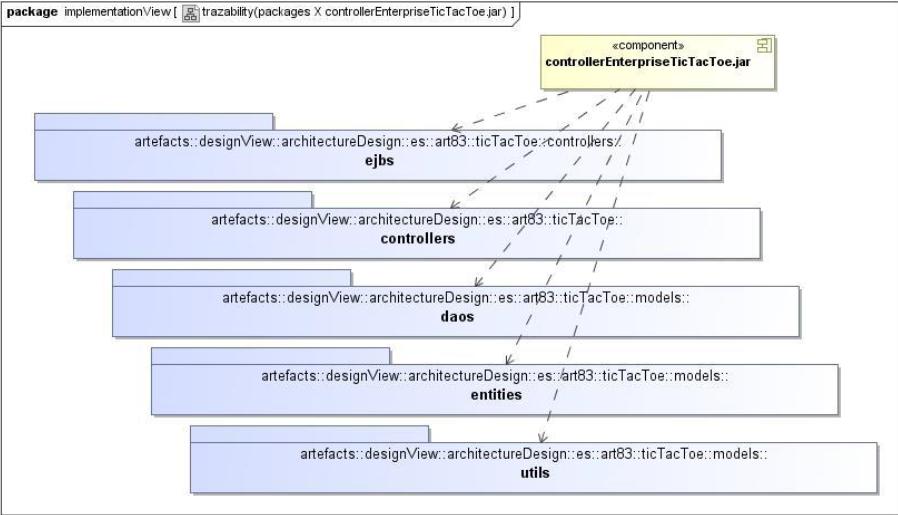 package implementationView [ trazability(packages X controllerEnterpriseTicTacToe.jar) ]
«component»
controllerEnterpriseTicTacToe.jar
artefacts::designView::architectureDesign::es::art83::ticTacToe::controllers::
ejbs
artefacts::designView::architectureDesign::es::art83::ticTacToe::
controllers
artefacts::designView::architectureDesign::es::art83::ticTacToe::models::
daos
artefacts::designView::architectureDesign::es::art83::ticTacToe::models::
entities
artefacts::designView::architectureDesign::es::art83::ticTacToe::models::
utils